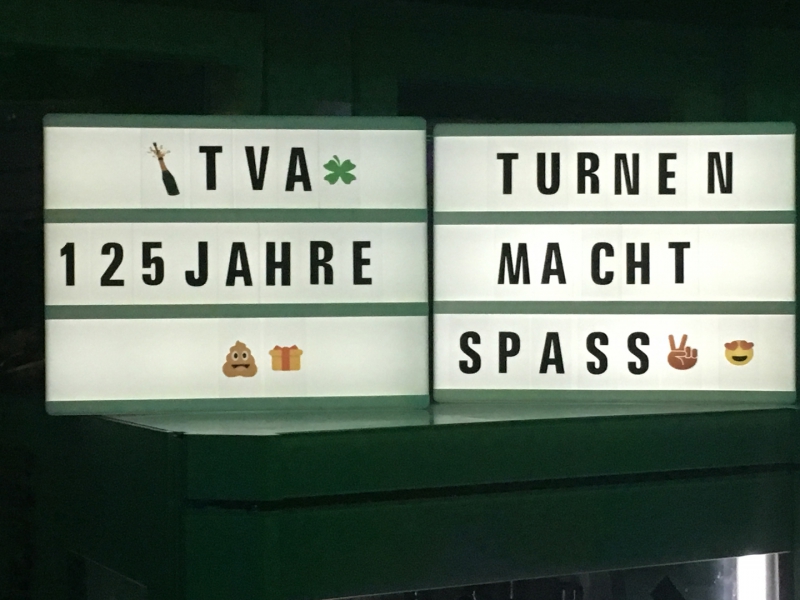 🍾TVA🍀
125 JAHRE
💩🎁
TURNEN
MACHT
SPASS✌🏾 😍